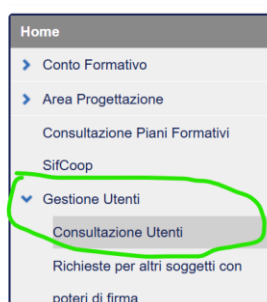 Home
Conto Formativo
Area Progettazione
Consultazione Piani Formativi
SifCoop
Gestione Utenti
Consultazione Utenti
Richieste per altri soggetti con
poteri di firma